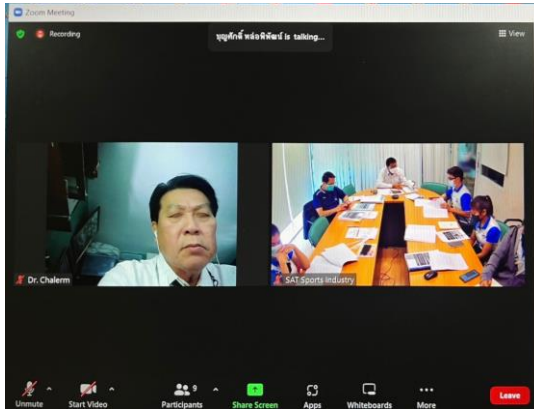 Zoom Meeting
Recording
บุญศักดิ์ หล่อพิพัฒน์ is talking...
View
Dr. Chalerm
SAT Sports Industry
9
Unmute
Start Video
Participants
Share Screen
Apps
Whiteboards
More
Leave